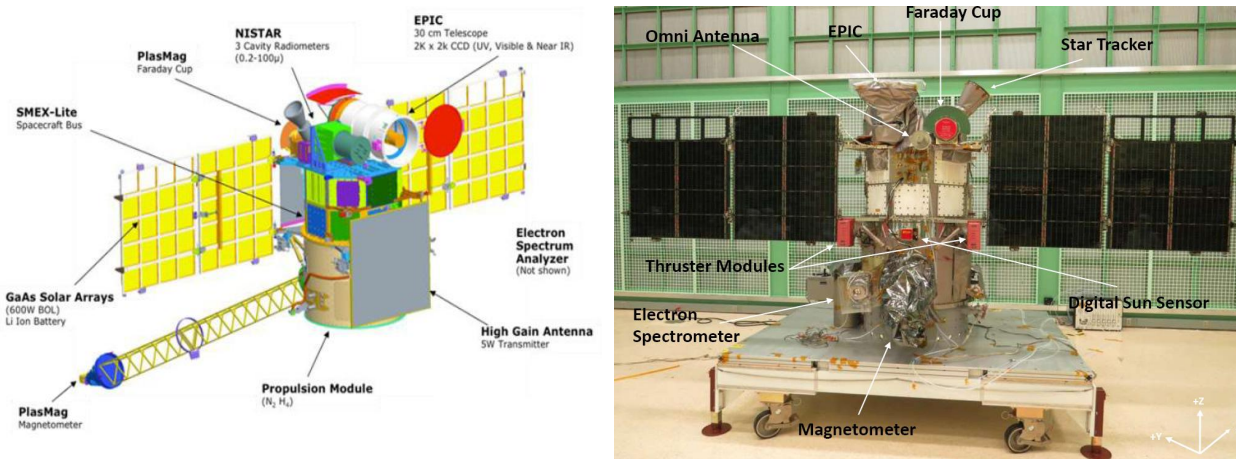 EPIC
30 cm Telescope
2K x 2k CCD (UV, Visible & Near IR)
NISTAR
3 Cavity Radiometers
(0.2-100μ)
PlasMag
Faraday Cup
SMEX-Lite
Spacecraft Bus
Electron
Spectrum
Analyzer
(Not shown)
GaAs Solar Arrays
(600W BOL)
Li Ion Battery
High Gain Antenna
5W Transmitter
Propulsion Module
(N2 H4)
PlasMag
Magnetometer
Faraday Cup
Omni Antenna
EPIC
Star Tracker
Thruster Modules
Digital Sun Sensor
Electron
Spectrometer
Magnetometer
+Z
+Y